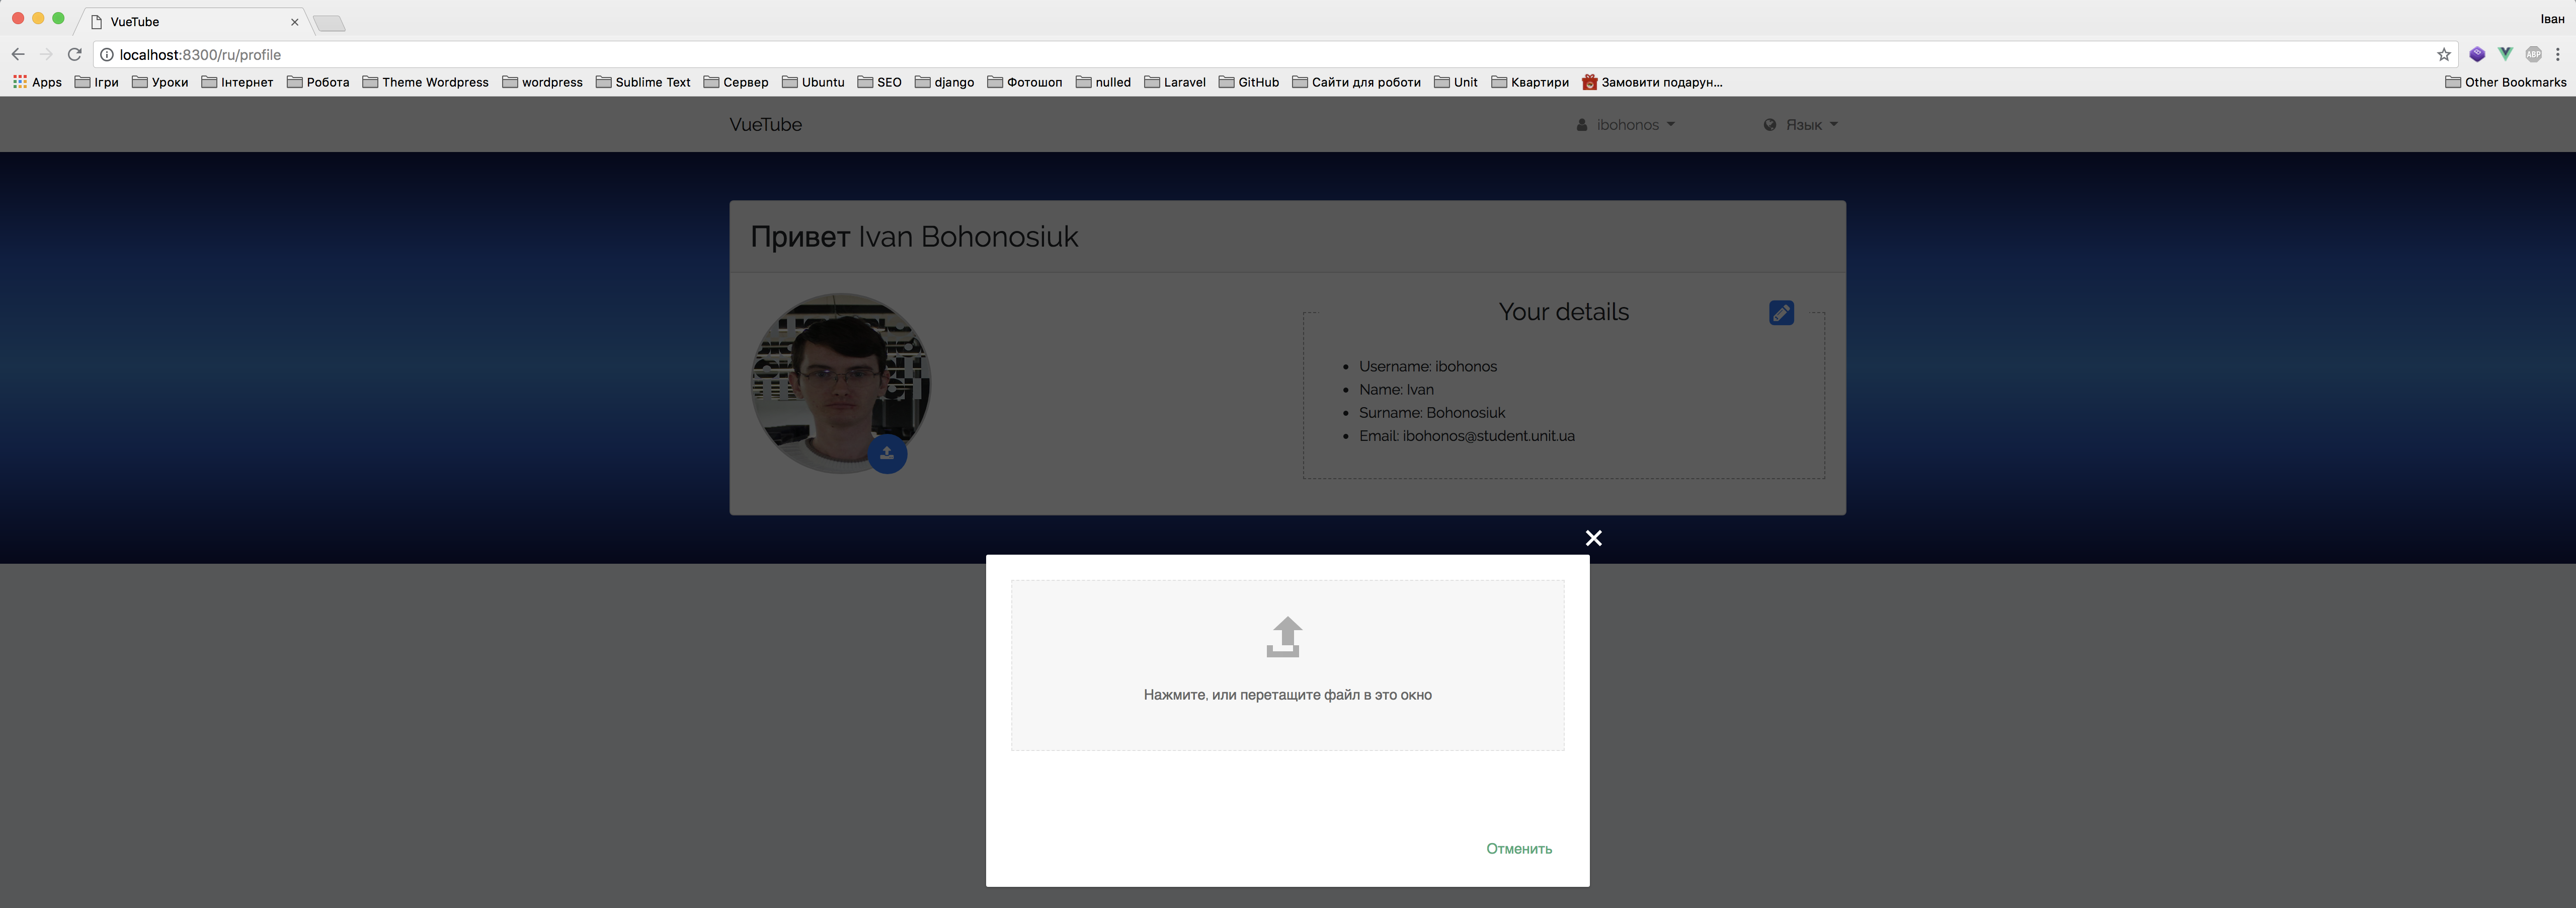 VueTube
Іван
localhost:8300/ru/profile
ABP
Apps Ігри Уроки Інтернет Робота Theme Wordpress wordpress Sublime Text Сервер Ubuntu SEO django Фотошоп nulled Laravel GitHub Сайти для роботи Unit Квартири Замовити подарун... Other Bookmarks
VueTube ibohonos Язык
Привет Ivan Bohonosiuk
Your details
• Username: ibohonos
• Name: Ivan
• Surname: Bohonosiuk
• Email: ibohonos@student.unit.ua
Нажмите, или перетащите файл в это окно
Отменить